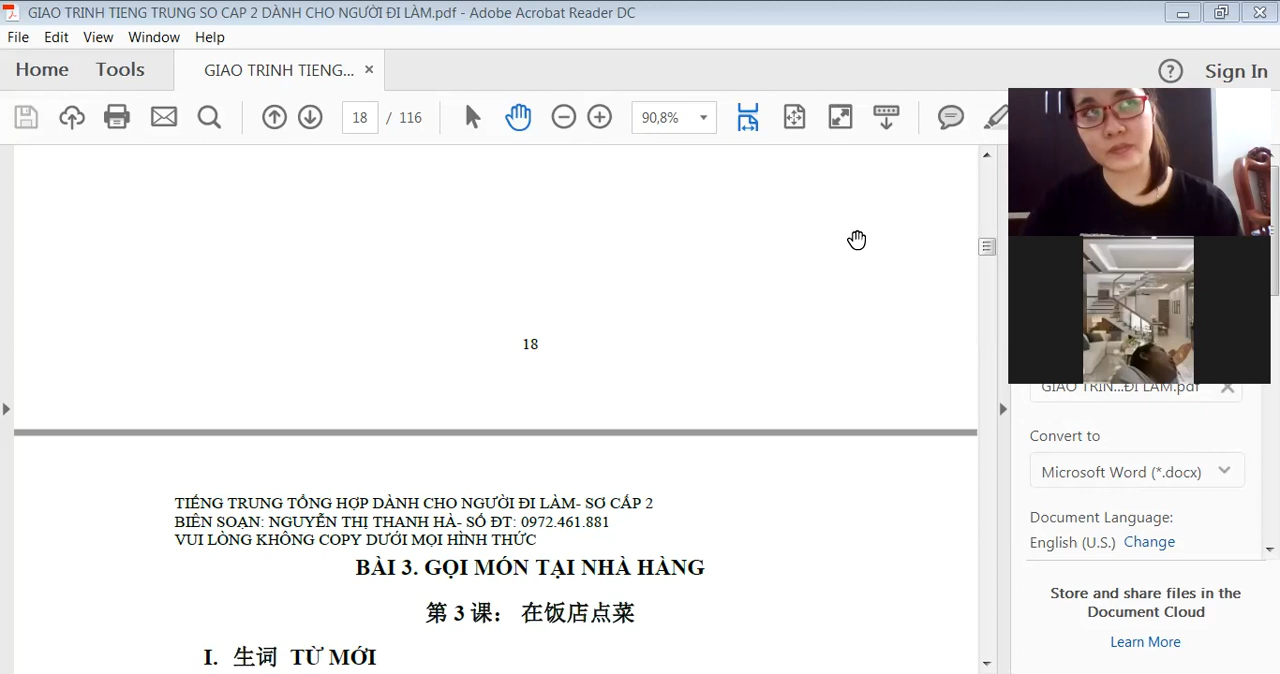 GIAO TRINH TIENG TRUNG SO CAP 2 DÀNH CHO NGƯỜI ĐI LÀM.pdf - Adobe Acrobat Reader DC
File Edit View Window Help
Home Tools GIAO TRINH TIENG... × ? Sign In
18 / 116 90,8%
18
GIAO TRIN...ĐI LAM.pdf
Convert to
Microsoft Word (*.docx)
Document Language:
English (U.S.) Change
Store and share files in the
Document Cloud
Learn More
TIẾNG TRUNG TỔNG HỢP DÀNH CHO NGƯỜI ĐI LÀM- SƠ CẤP 2
BIÊN SOẠN: NGUYỄN THỊ THANH HÀ- SỐ ĐT: 0972.461.881
VUI LÒNG KHÔNG COPY DƯỚI MỌI HÌNH THỨC
BÀI 3. GỌI MÓN TẠI NHÀ HÀNG
第 3 课： 在饭店点菜
I. 生词 TỪ MỚI